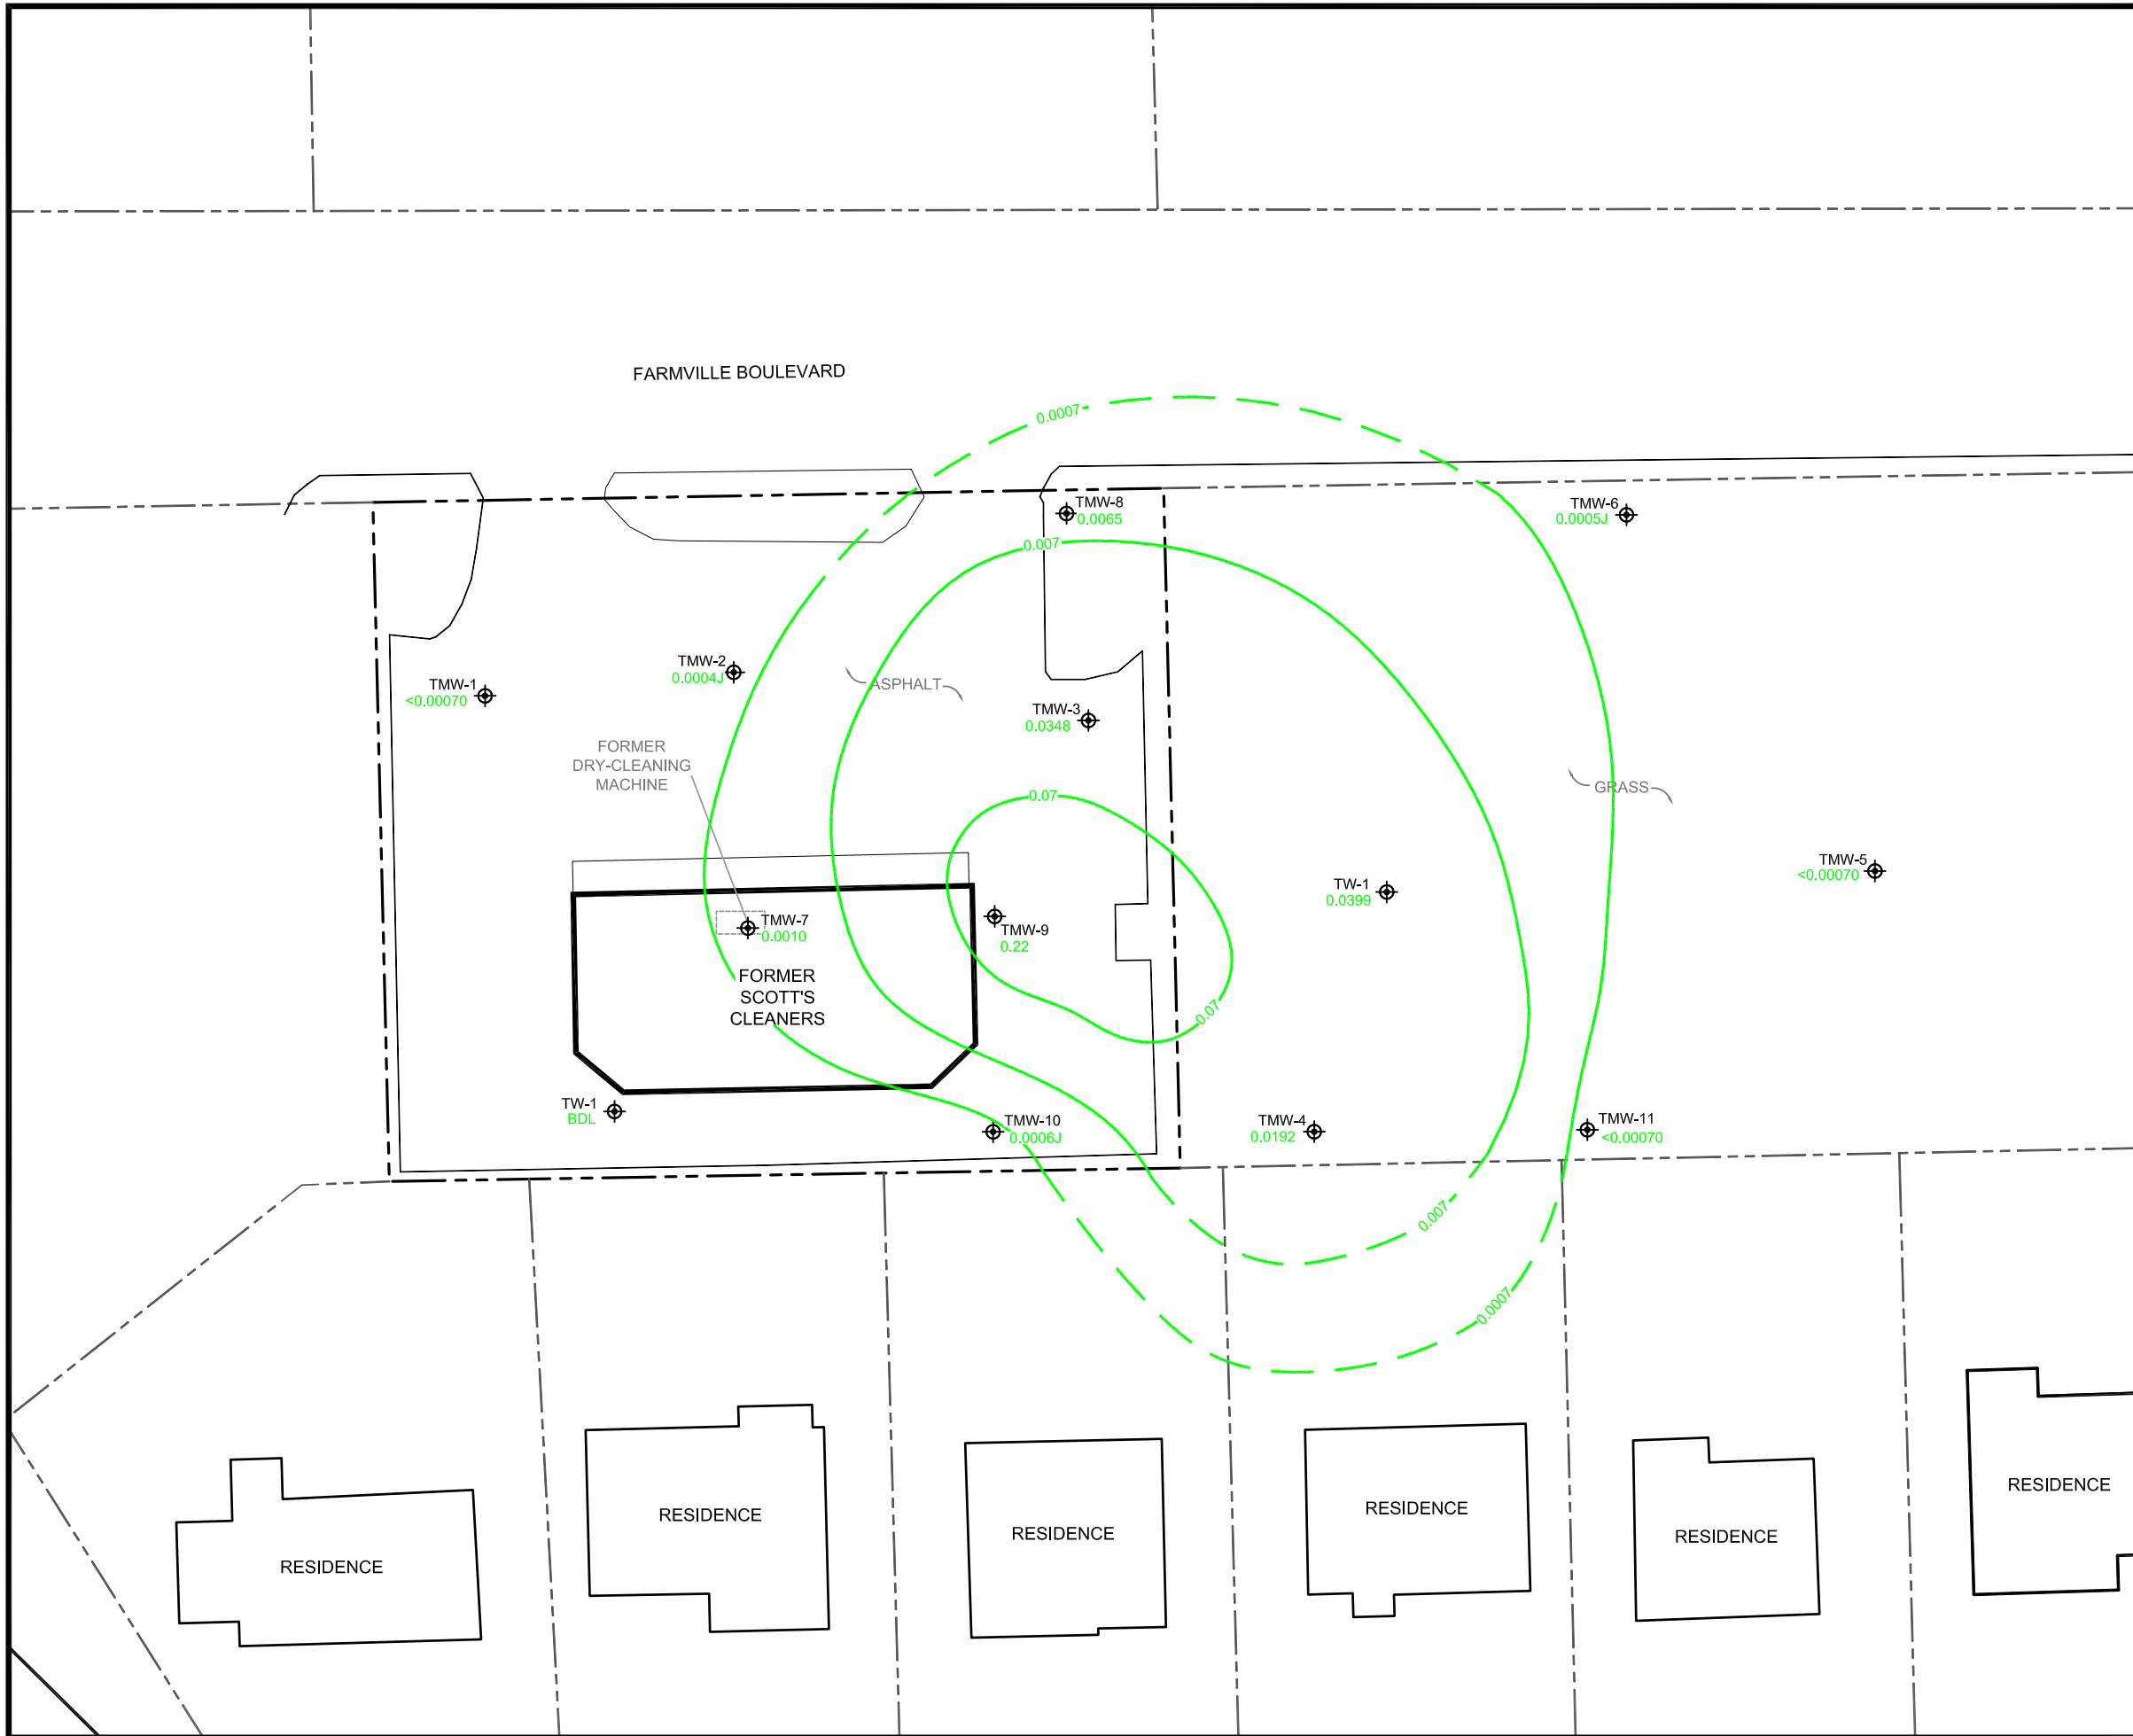 FARMVILLE BOULEVARD
0.0007
TMW-8
0.0065
TMW-6
0.0005J
0.007
TMW-2
0.0004J
TMW-1
<0.00070
ASPHALT
TMW-3
0.0348
FORMER
DRY-CLEANING
MACHINE
0.07
GRASS
TMW-5
<0.00070
TW-1
0.0399
TMW-7
0.0010
TMW-9
0.22
FORMER
SCOTT'S
CLEANERS
0.07
TW-1
BDL
TMW-10
0.0006J
TMW-4
0.0192
TMW-11
<0.00070
0.007
0.0007
RESIDENCE
RESIDENCE
RESIDENCE
RESIDENCE
RESIDENCE
RESIDENCE